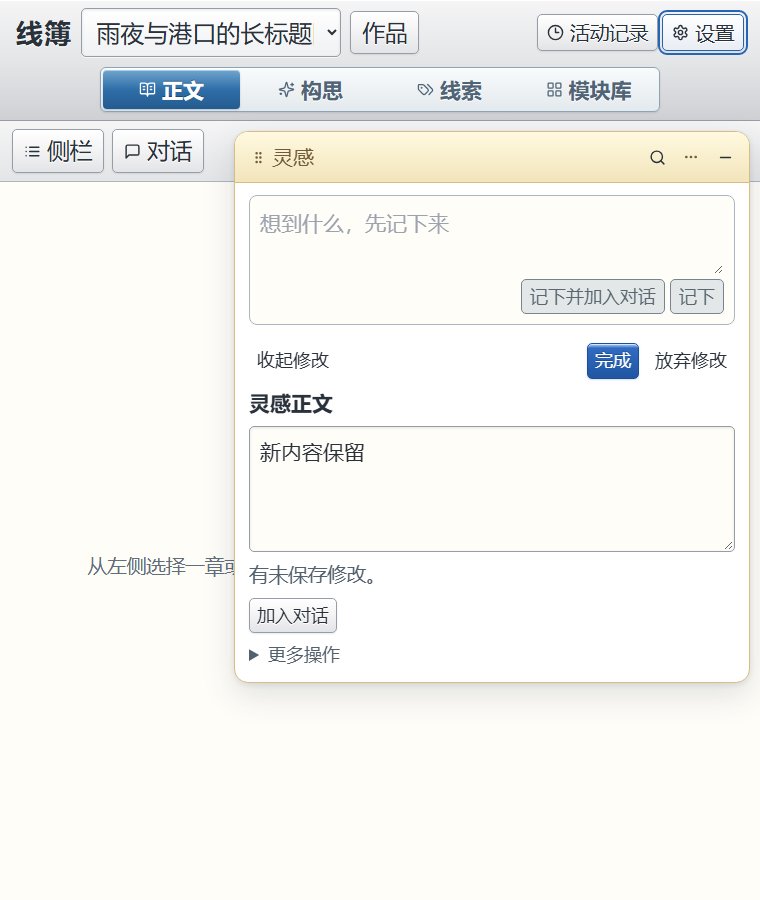 线簿 雨夜与港口的长标题 作品 活动记录 设置
正文 构思 线索 模块库
侧栏 对话
灵感
想到什么，先记下来
记下并加入对话 记下
收起修改 完成 放弃修改
灵感正文
新内容保留
从左侧选择一章
有未保存修改。
加入对话
更多操作